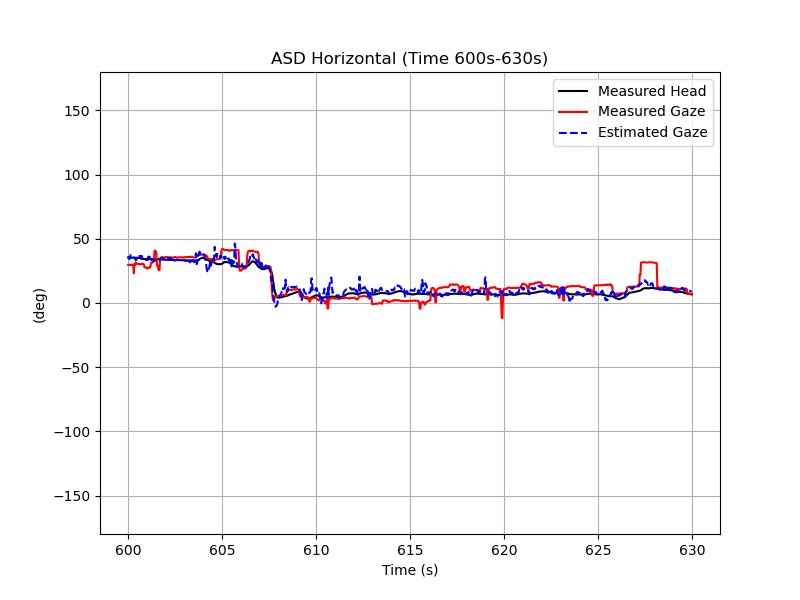 ASD Horizontal (Time 600s-630s)
Measured Head
Measured Gaze
Estimated Gaze
150
100
50
0
−50
−100
−150
(deg)
600 605 610 615 620 625 630
Time (s)